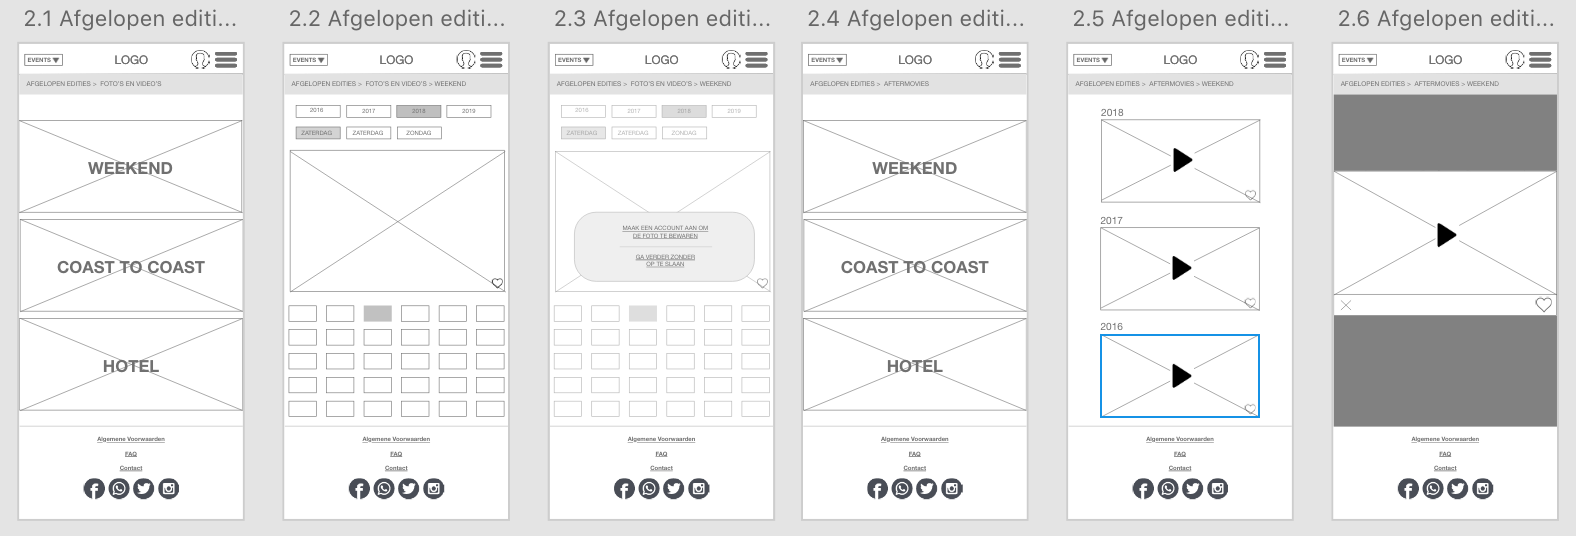 2.1 Afgelopen editi...
EVENTS
LOGO
AFGELOPEN EDITIES > FOTO'S EN VIDEO'S
WEEKEND
COAST TO COAST
HOTEL
Algemene Voorwaarden
FAQ
Contact
2.2 Afgelopen editi...
EVENTS
LOGO
AFGELOPEN EDITIES > FOTO'S EN VIDEO'S > WEEKEND
2016 2017 2018 2019
ZATERDAG ZATERDAG ZONDAG
Algemene Voorwaarden
FAQ
Contact
2.3 Afgelopen editi...
EVENTS
LOGO
AFGELOPEN EDITIES > FOTO'S EN VIDEO'S > WEEKEND
2016 2017 2018 2019
ZATERDAG ZATERDAG ZONDAG
MAAK EEN ACCOUNT AAN OM
DE FOTO TE BEWAREN
GA VERDER ZONDER
OP TE SLAAN
Algemene Voorwaarden
FAQ
Contact
2.4 Afgelopen editi...
EVENTS
LOGO
AFGELOPEN EDITIES > AFTERMOVIES
WEEKEND
COAST TO COAST
HOTEL
Algemene Voorwaarden
FAQ
Contact
2.5 Afgelopen editi...
EVENTS
LOGO
AFGELOPEN EDITIES > AFTERMOVIES > WEEKEND
2018
2017
2016
Algemene Voorwaarden
FAQ
Contact
2.6 Afgelopen editi...
EVENTS
LOGO
AFGELOPEN EDITIES > AFTERMOVIES > WEEKEND
Algemene Voorwaarden
FAQ
Contact